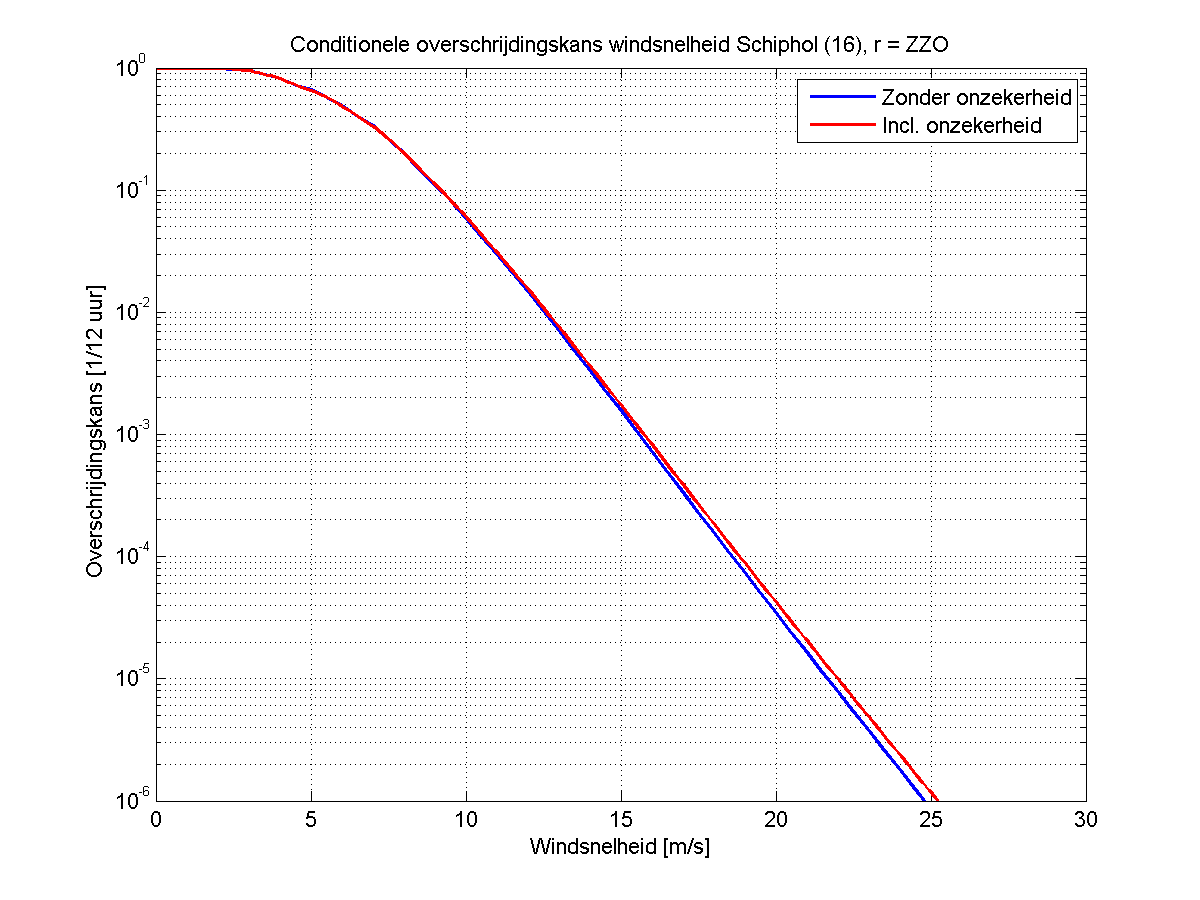 Conditionele overschrijdingskans windsnelheid Schiphol (16), r = ZZO
Zonder onzekerheid
Incl. onzekerheid
Overschrijdingskans [1/12 uur]
10^0
10^-1
10^-2
10^-3
10^-4
10^-5
10^-6
0 5 10 15 20 25 30
Windsnelheid [m/s]